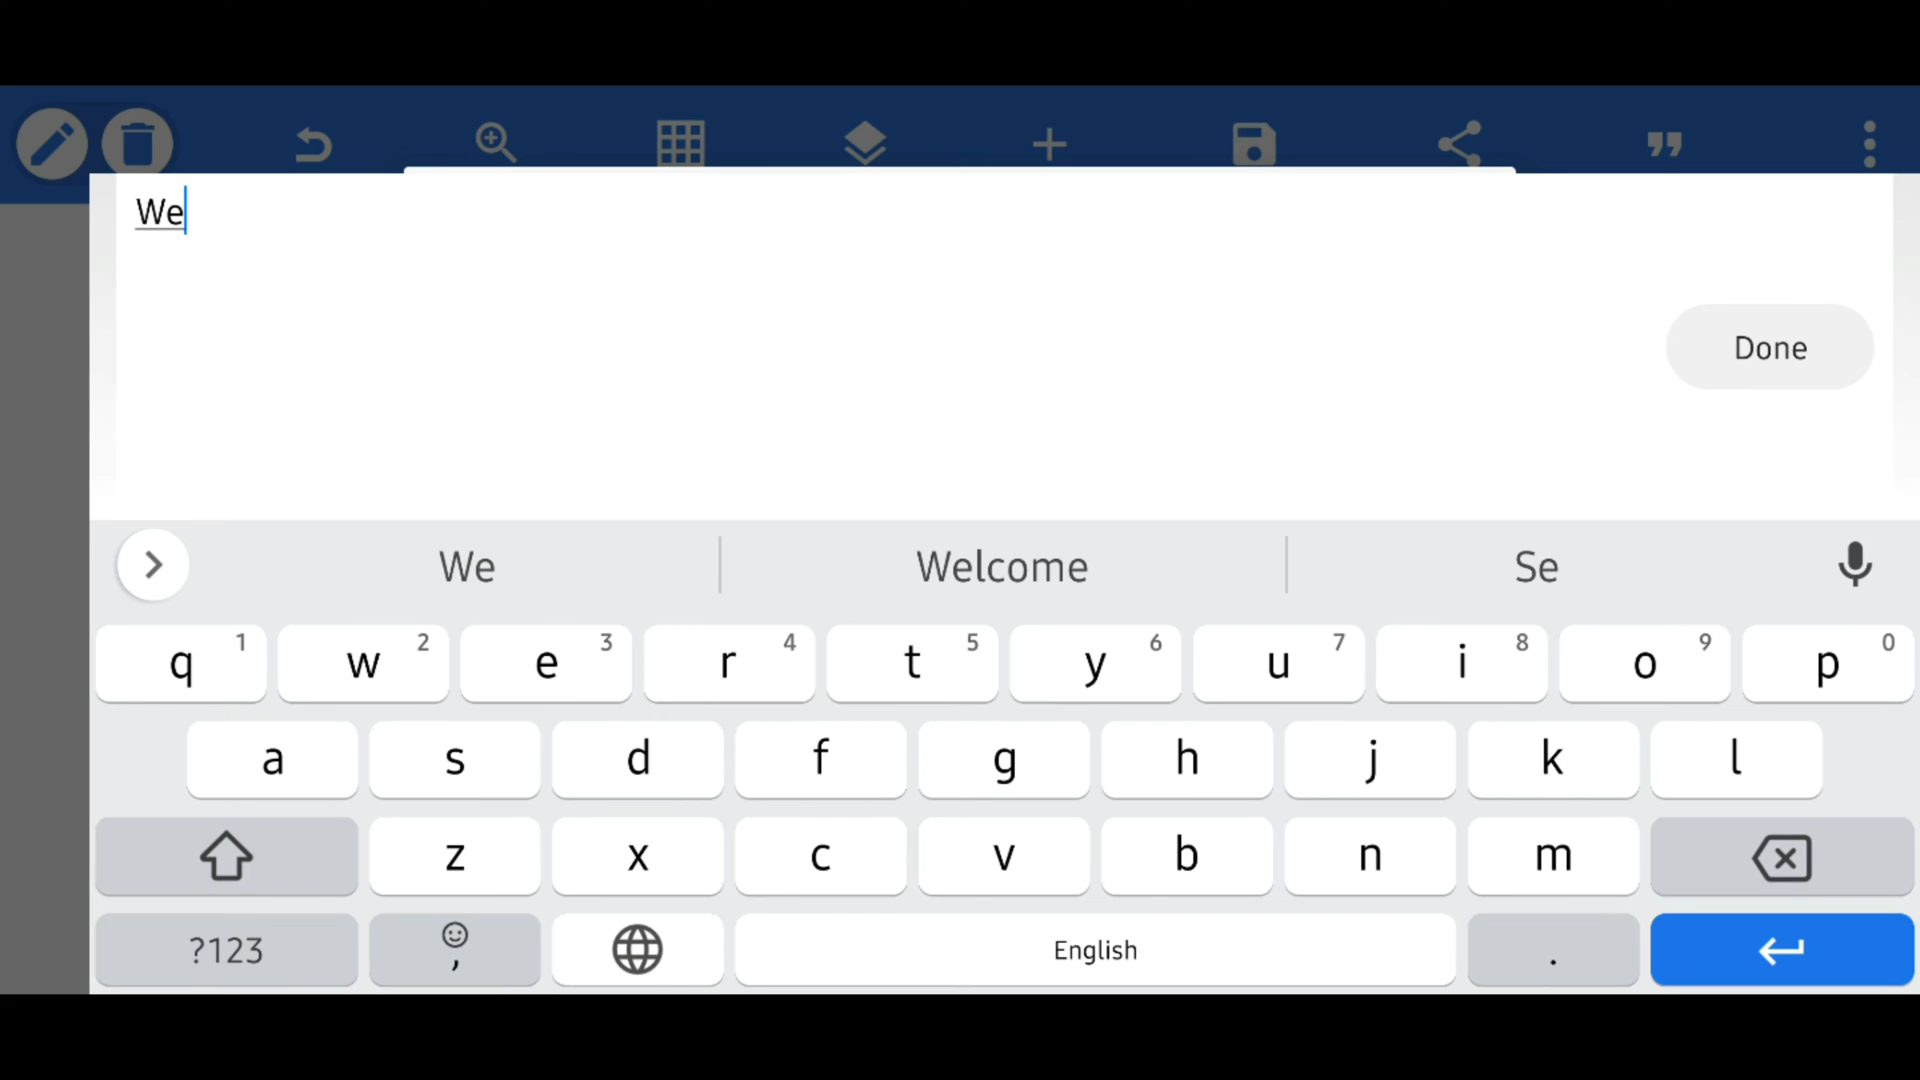 We
Done
We Welcome Se
q 1 w 2 e 3 r 4 t 5 y 6 u 7 i 8 o 9 p 0
a s d f g h j k l
z x c v b n m
?123 , English .